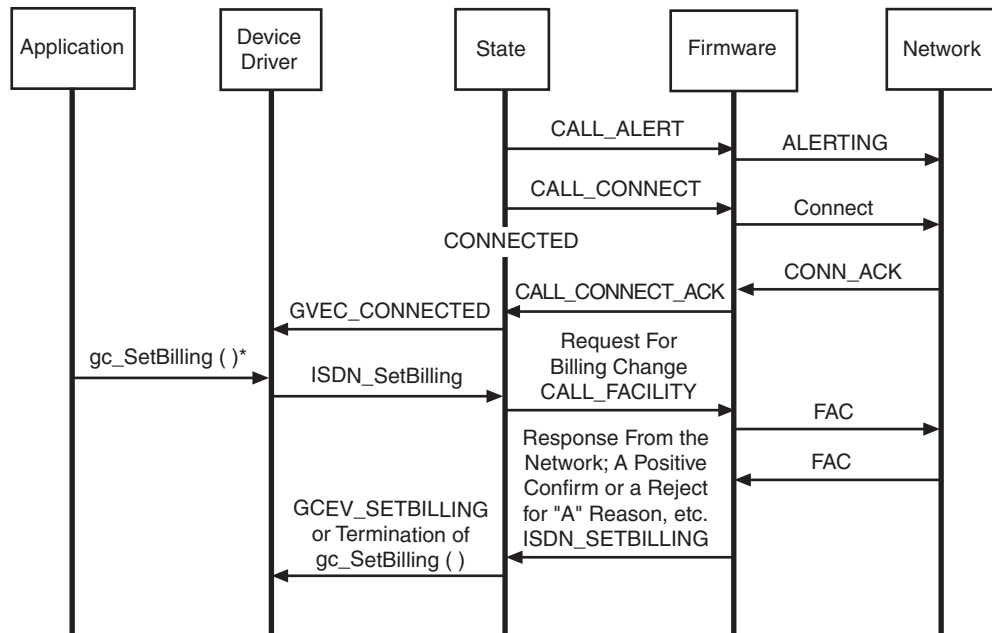 Application
Device
Driver
State
Firmware
Network
CALL_ALERT
ALERTING
CALL_CONNECT
Connect
CONNECTED
CONN_ACK
CALL_CONNECT_ACK
GVEC_CONNECTED
gc_SetBilling ( )*
ISDN_SetBilling
Request For
Billing Change
CALL_FACILITY
FAC
Response From the
Network; A Positive
Confirm or a Reject
for "A" Reason, etc.
ISDN_SETBILLING
FAC
GCEV_SETBILLING
or Termination of
gc_SetBilling ( )